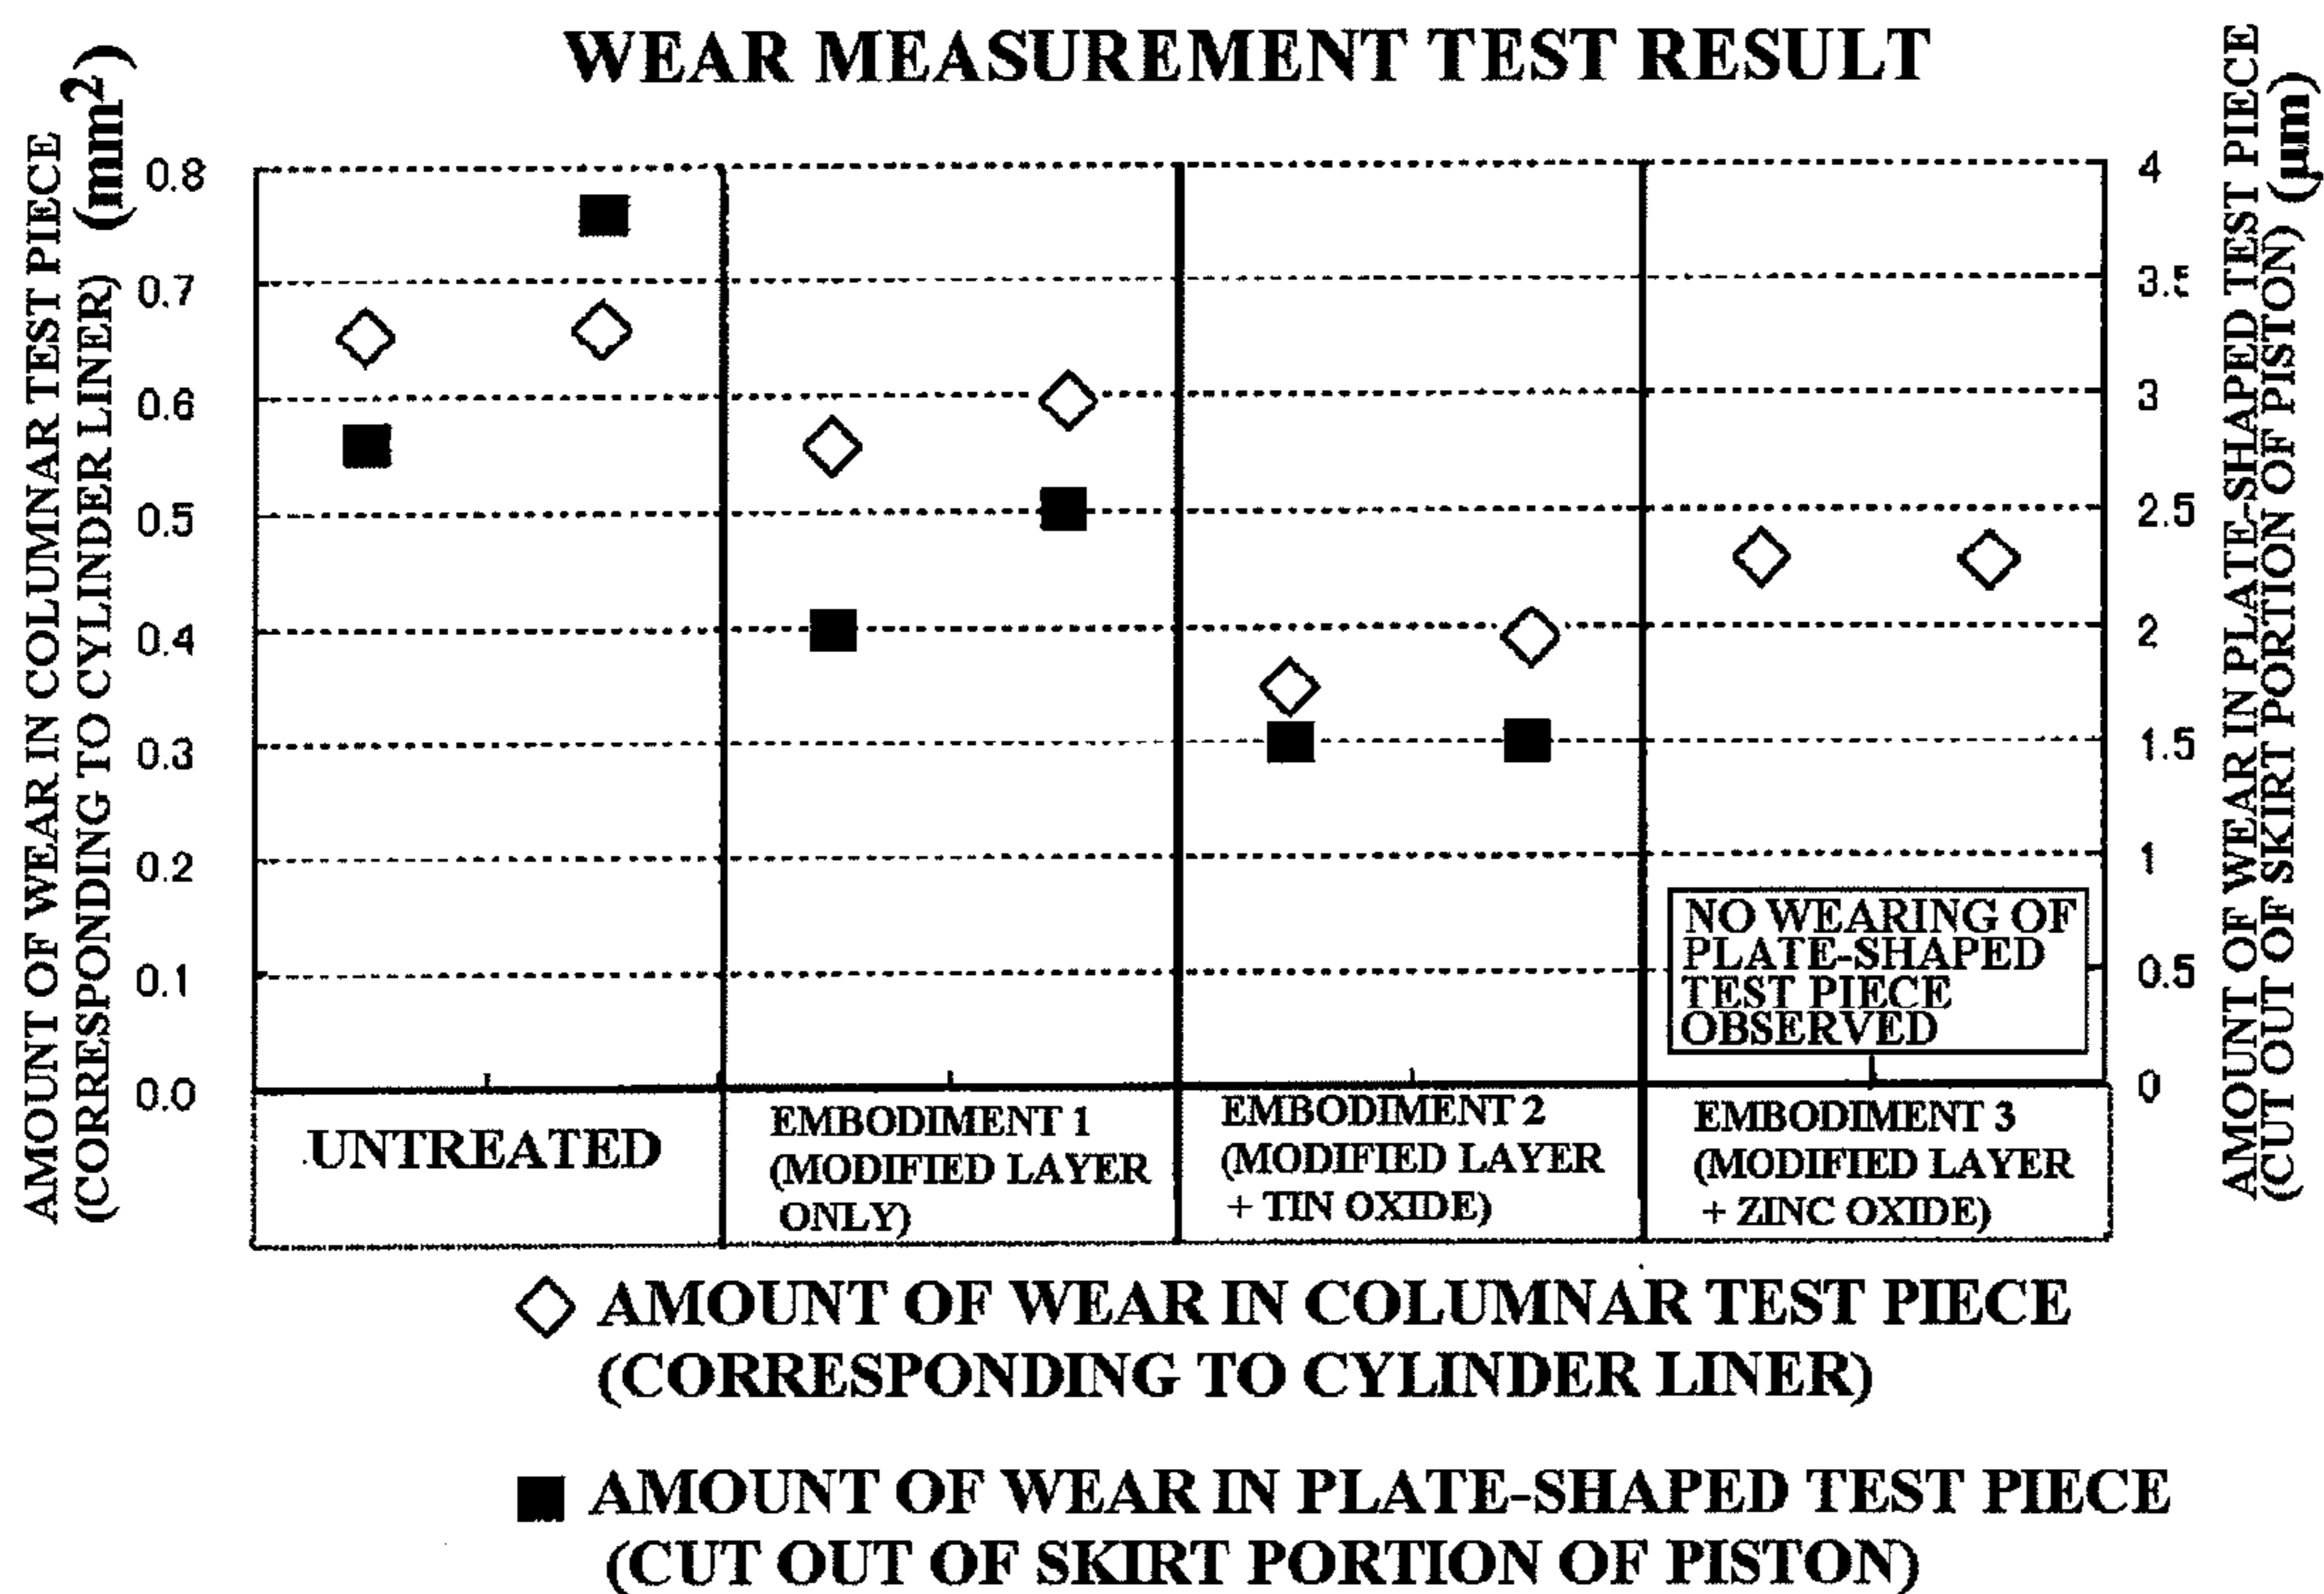 WEAR MEASUREMENT TEST RESULT
AMOUNT OF WEAR IN COLUMNAR TEST PIECE
(CORRESPONDING TO CYLINDER LINER) (mm²)
0.8
0.7
0.6
0.5
0.4
0.3
0.2
0.1
0.0
4
3.5
3
2.5
2
1.5
1
0.5
0
AMOUNT OF WEAR IN PLATE-SHAPED TEST PIECE
(CUT OUT OF SKIRT PORTION OF PISTON) (µm)
NO WEARING OF
PLATE-SHAPED
TEST PIECE
OBSERVED
UNTREATED
EMBODIMENT 1
(MODIFIED LAYER
ONLY)
EMBODIMENT 2
(MODIFIED LAYER
+ TIN OXIDE)
EMBODIMENT 3
(MODIFIED LAYER
+ ZINC OXIDE)
◇ AMOUNT OF WEAR IN COLUMNAR TEST PIECE
(CORRESPONDING TO CYLINDER LINER)
■ AMOUNT OF WEAR IN PLATE-SHAPED TEST PIECE
(CUT OUT OF SKIRT PORTION OF PISTON)